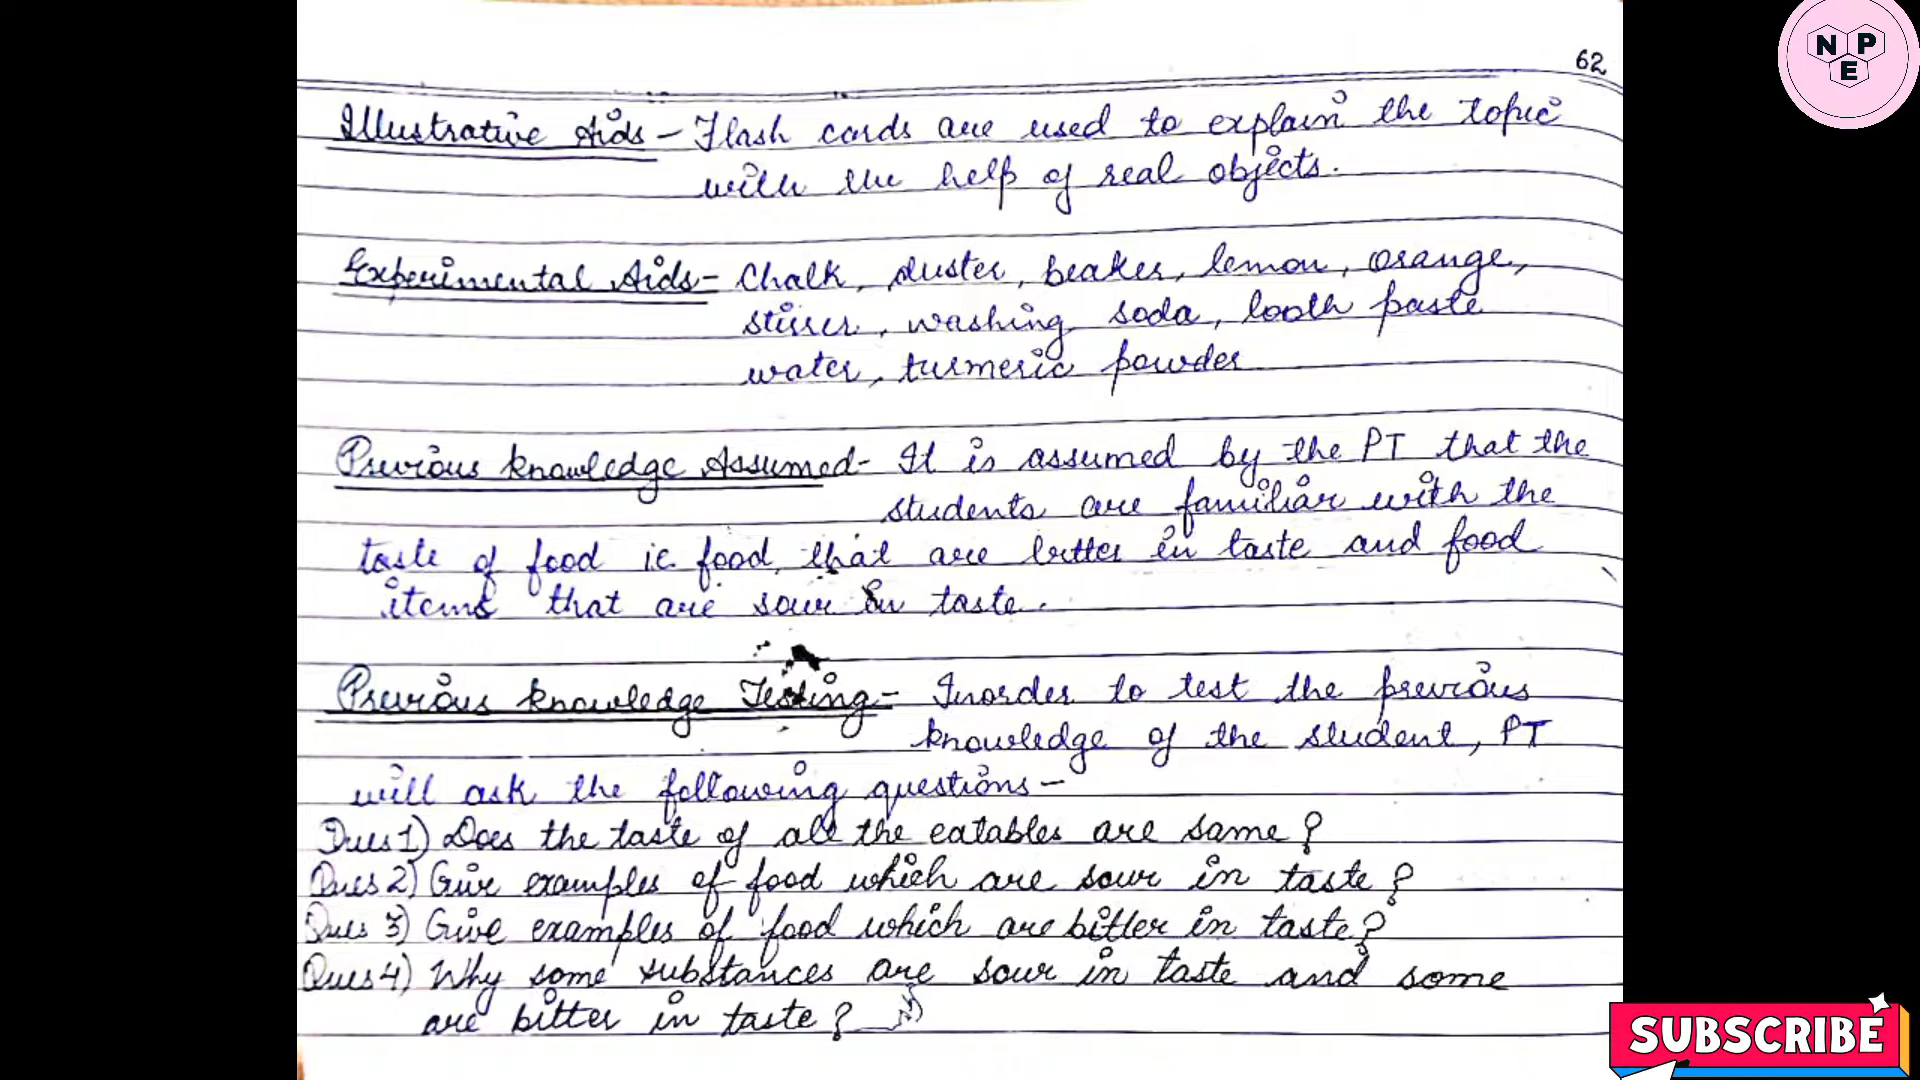 N P
E
62
Illustrative Aids - Flash cards are used to explain the topic
with the help of real objects.
Experimental Aids - Chalk, duster, beaker, lemon, orange,
stirrer, washing soda, tooth paste
water, turmeric powder
Previous knowledge Assumed - It is assumed by the PT that the
students are familiar with the
taste of food ie food that are bitter in taste and food
items that are sour in taste.
Previous knowledge Testing - Inorder to test the previous
knowledge of the student, PT
will ask the following questions -
Ques 1) Does the taste of all the eatables are same?
Ques 2) Give examples of food which are sour in taste?
Ques 3) Give examples of food which are bitter in taste?
Ques 4) Why some substances are sour in taste and some
are bitter in taste?
SUBSCRIBE